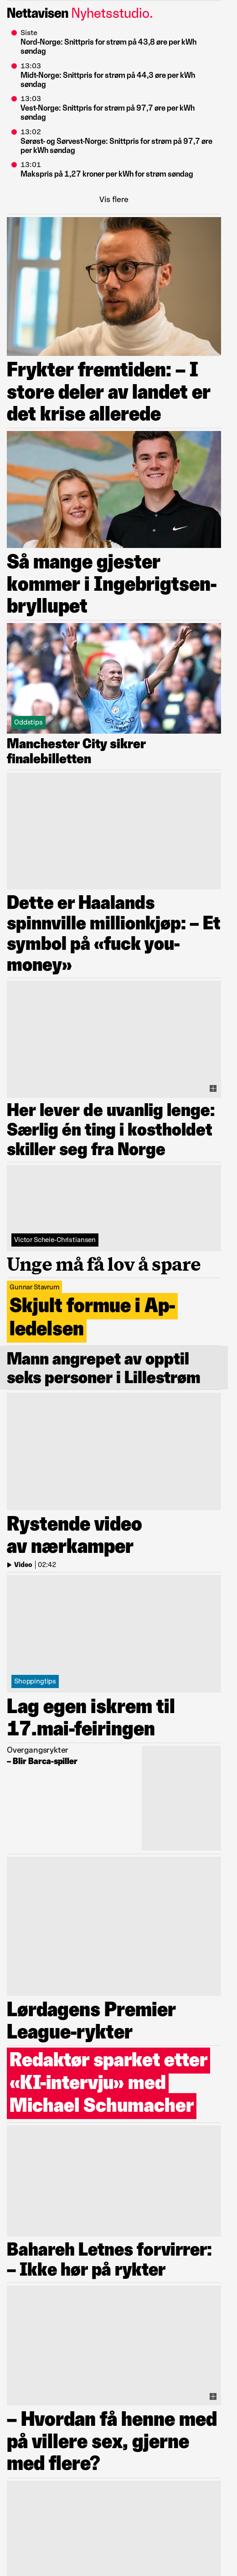 Nettavisen Nyhetsstudio.
Siste
Nord-Norge: Snittpris for strøm på 43,8 øre per kWh
søndag
13:03
Midt-Norge: Snittpris for strøm på 44,3 øre per kWh
søndag
13:03
Vest-Norge: Snittpris for strøm på 97,7 øre per kWh
søndag
13:02
Sørøst- og Sørvest-Norge: Snittpris for strøm på 97,7 øre
per kWh søndag
13:01
Makspris på 1,27 kroner per kWh for strøm søndag
Vis flere
Frykter fremtiden: – I
store deler av landet er
det krise allerede
Så mange gjester
kommer i Ingebrigtsen-
bryllupet
Oddstips
Manchester City sikrer
finalebilletten
Dette er Haalands
spinnville millionkjøp: – Et
symbol på «fuck you-
money»
Her lever de uvanlig lenge:
Særlig én ting i kostholdet
skiller seg fra Norge
Victor Scheie-Christiansen
Unge må få lov å spare
Gunnar Stavrum
Skjult formue i Ap-
ledelsen
Mann angrepet av opptil
seks personer i Lillestrøm
Rystende video
av nærkamper
Video | 02:42
Shoppingtips
Lag egen iskrem til
17.mai-feiringen
Overgangsrykter
– Blir Barca-spiller
Lørdagens Premier
League-rykter
Redaktør sparket etter
«KI-intervju» med
Michael Schumacher
Bahareh Letnes forvirrer:
– Ikke hør på rykter
– Hvordan få henne med
på villere sex, gjerne
med flere?